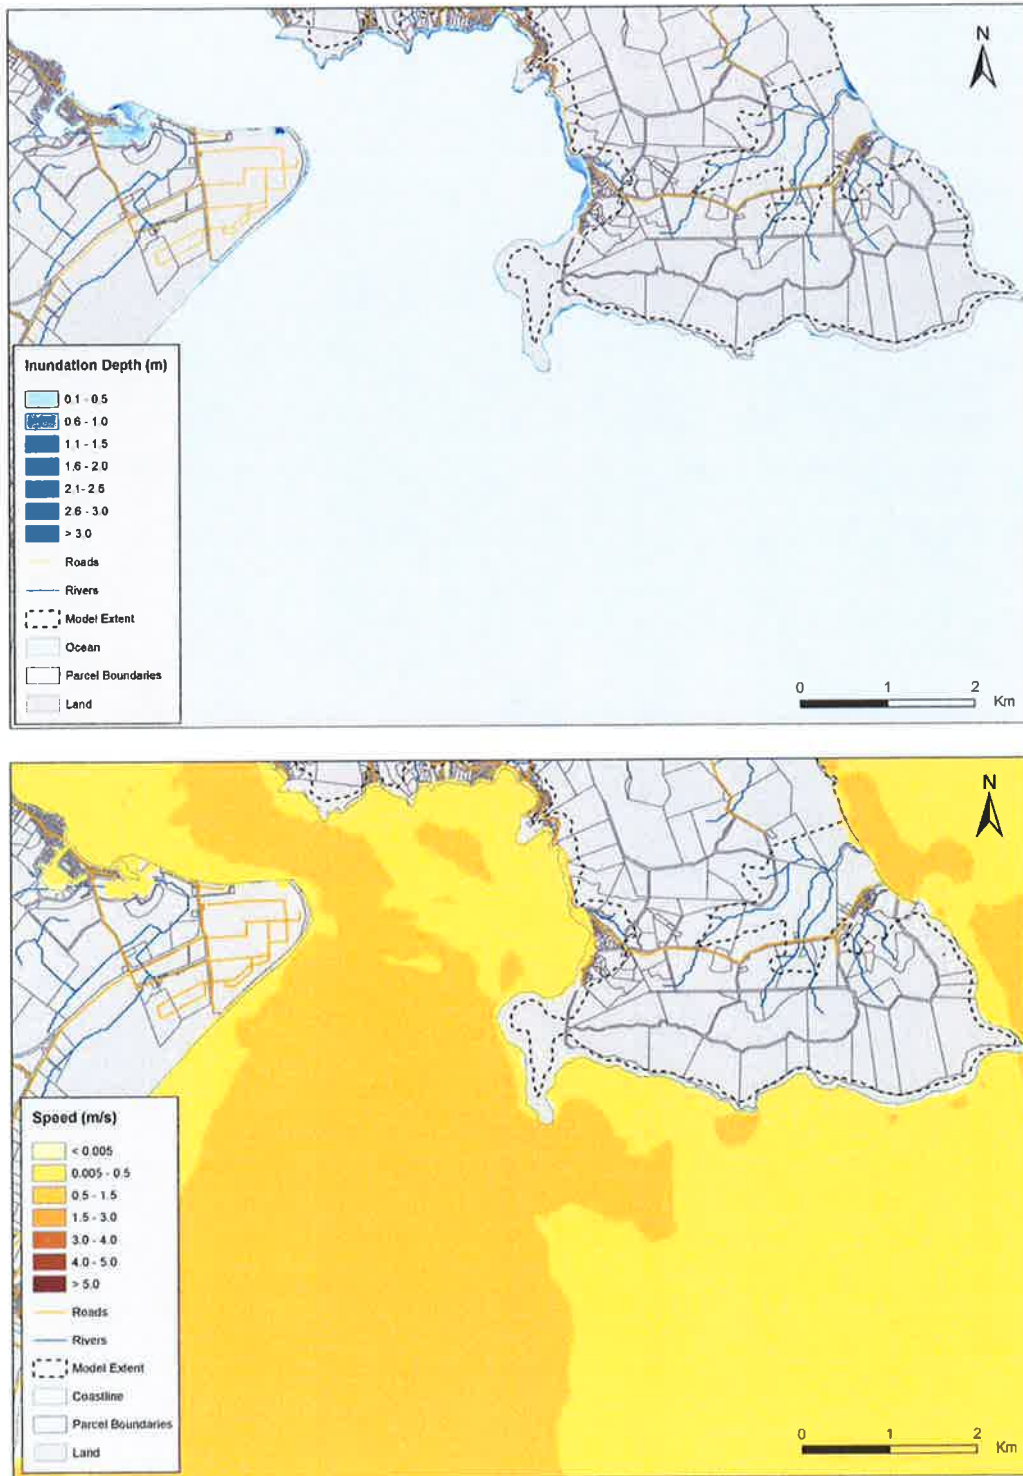 N
Inundation Depth (m)
0.1 - 0.5
0.6 - 1.0
1.1 - 1.5
1.6 - 2.0
2.1 - 2.5
2.6 - 3.0
> 3.0
Roads
Rivers
Model Extent
Ocean
Parcel Boundaries
Land
0 1 2
Km
N
Speed (m/s)
< 0.005
0.005 - 0.5
0.5 - 1.5
1.5 - 3.0
3.0 - 4.0
4.0 - 5.0
> 5.0
Roads
Rivers
Model Extent
Coastline
Parcel Boundaries
Land
0 1 2
Km